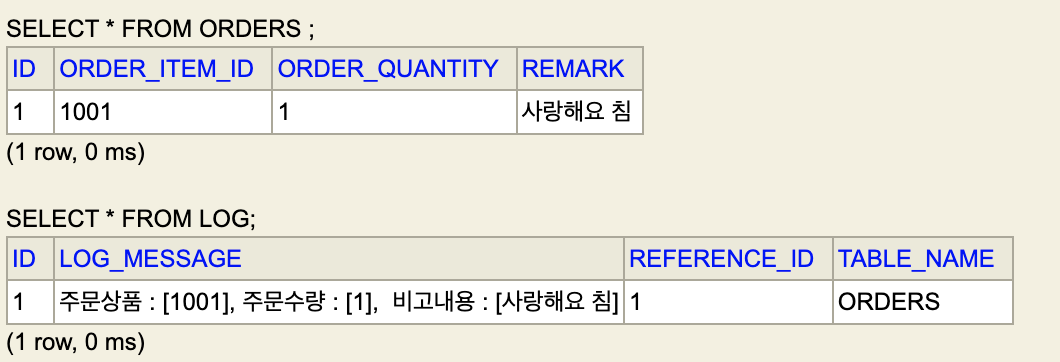 SELECT * FROM ORDERS ;
ID ORDER_ITEM_ID ORDER_QUANTITY REMARK
1 1001 1 사랑해요 침
(1 row, 0 ms)
SELECT * FROM LOG;
ID LOG_MESSAGE REFERENCE_ID TABLE_NAME
1 주문상품 : [1001], 주문수량 : [1],  비고내용 : [사랑해요 침] 1 ORDERS
(1 row, 0 ms)